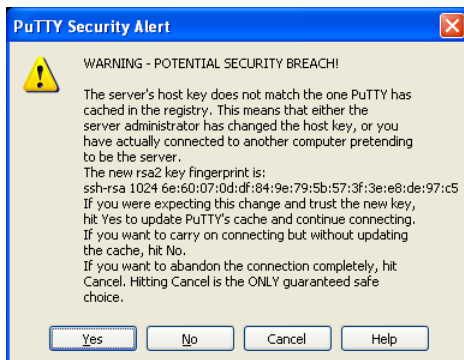 PuTTY Security Alert
WARNING - POTENTIAL SECURITY BREACH!
The server's host key does not match the one PuTTY has
cached in the registry. This means that either the
server administrator has changed the host key, or you
have actually connected to another computer pretending
to be the server.
The new rsa2 key fingerprint is:
ssh-rsa 1024 6e:60:07:0d:df:84:9e:79:5b:57:3f:3e:e8:de:97:c5
If you were expecting this change and trust the new key,
hit Yes to update PuTTY's cache and continue connecting.
If you want to carry on connecting but without updating
the cache, hit No.
If you want to abandon the connection completely, hit
Cancel. Hitting Cancel is the ONLY guaranteed safe
choice.
Yes No Cancel Help